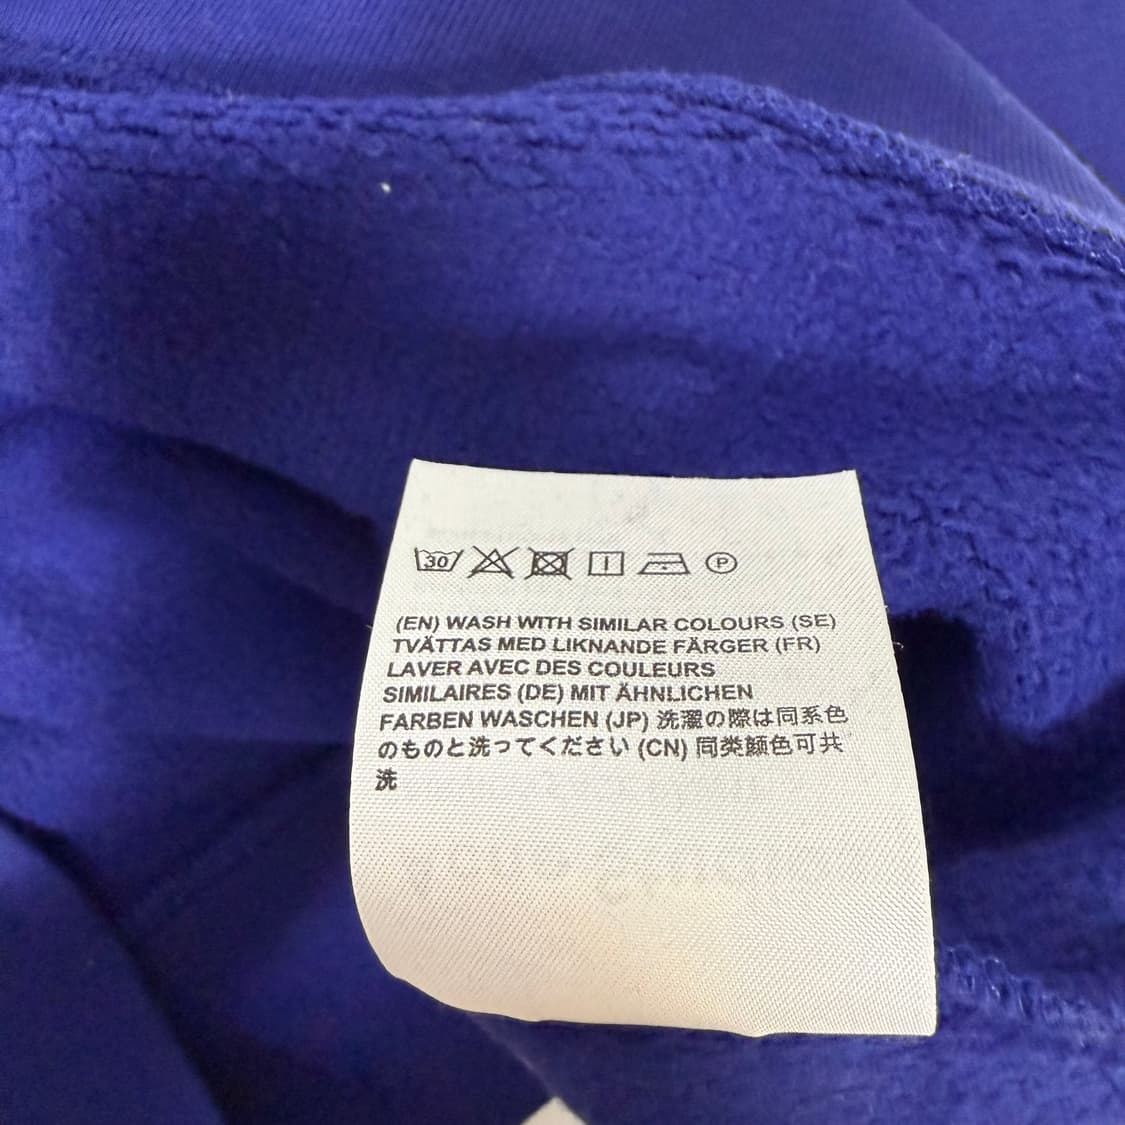 30 P
(EN) WASH WITH SIMILAR COLOURS (SE)
TVÄTTAS MED LIKNANDE FÄRGER (FR)
LAVER AVEC DES COULEURS
SIMILAIRES (DE) MIT ÄHNLICHEN
FARBEN WASCHEN (JP) 洗濯の際は同系色
のものと洗ってください (CN) 同类颜色可共
洗